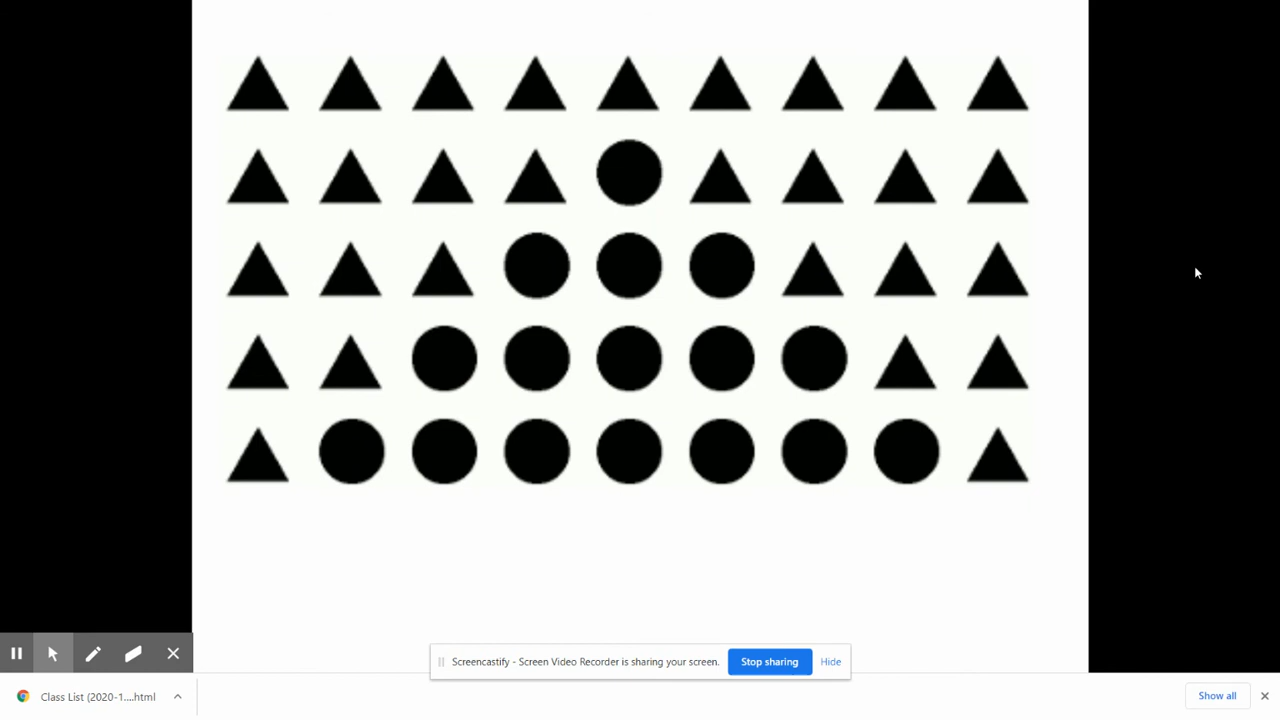 Screencastify - Screen Video Recorder is sharing your screen.
Stop sharing
Hide
Class List (2020-1....html
Show all